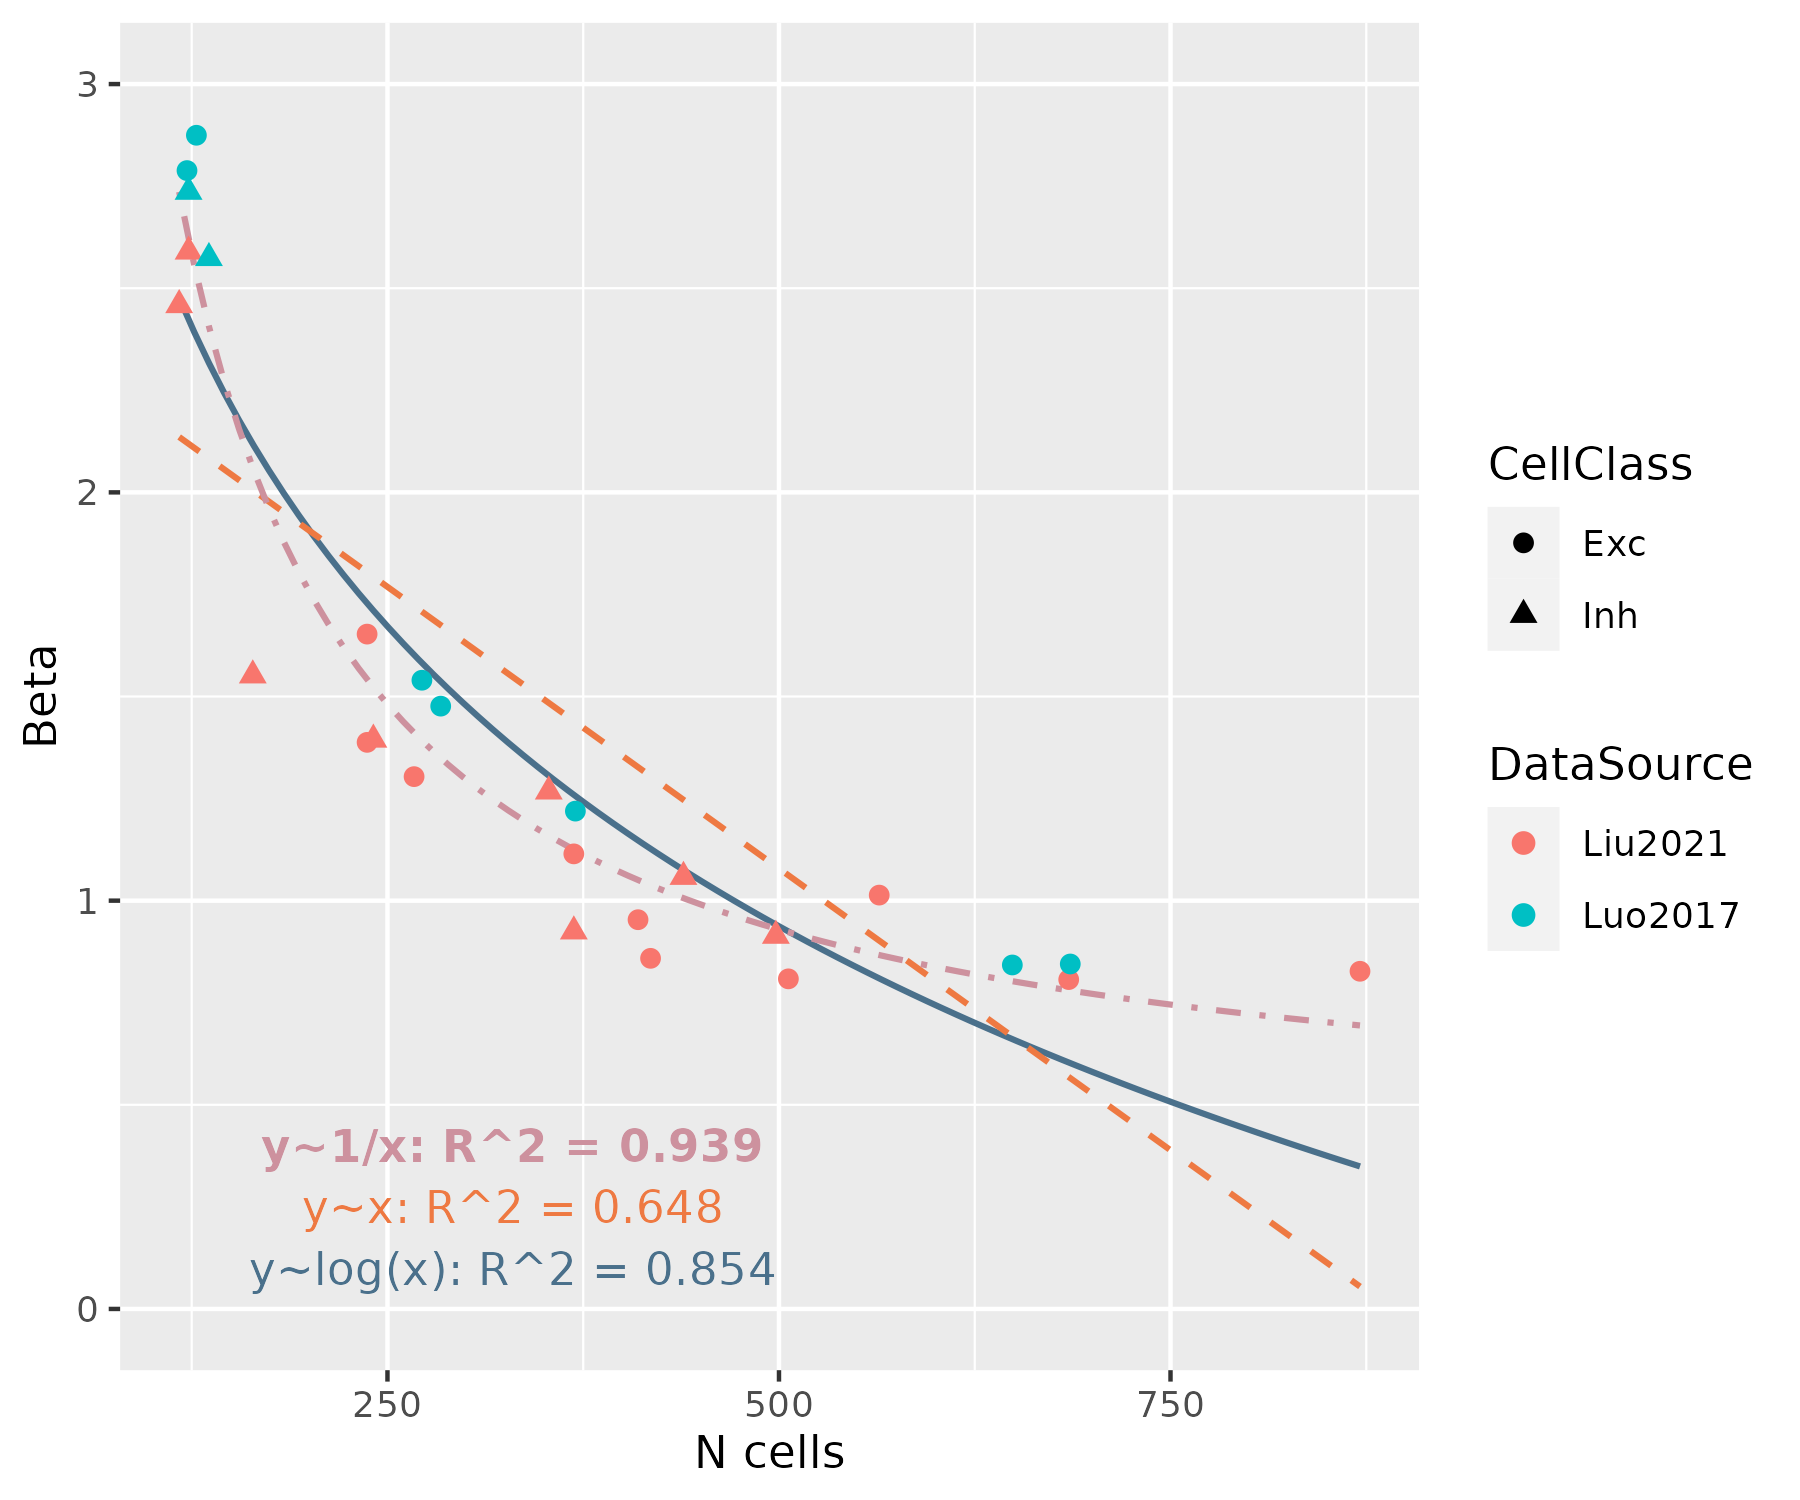 3
2
1
0
Beta
y~1/x: R^2 = 0.939
y~x: R^2 = 0.648
y~log(x): R^2 = 0.854
250
500
750
N cells
CellClass
Exc
Inh
DataSource
Liu2021
Luo2017